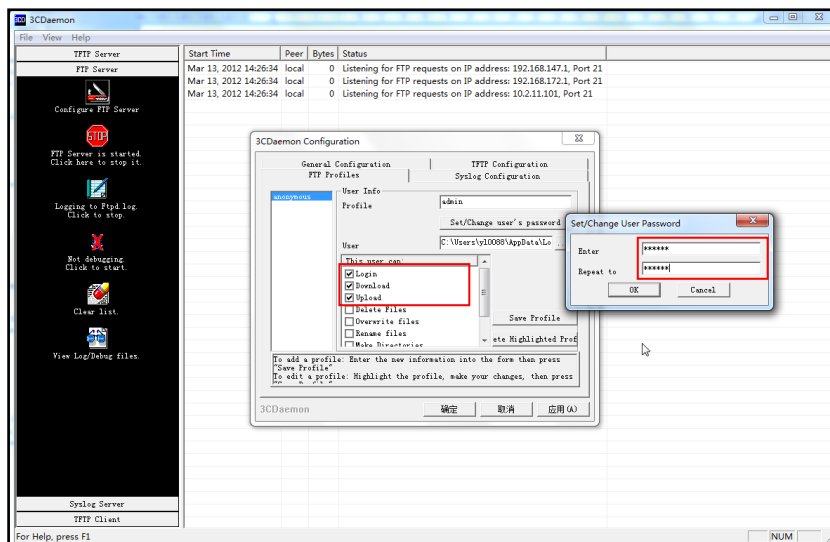 3CDaemon
File View Help
TFTP Server
FTP Server
Configure FTP Server
STOP
FTP Server is started.
Click here to stop it.
Logging to Ftpd.log.
Click to stop.
Not debugging.
Click to start.
Clear list.
View Log/Debug files.
Syslog Server
TFTP Client
Start Time Peer Bytes Status
Mar 13, 2012 14:26:34 local 0 Listening for FTP requests on IP address: 192.168.147.1, Port 21
Mar 13, 2012 14:26:34 local 0 Listening for FTP requests on IP address: 192.168.172.1, Port 21
Mar 13, 2012 14:26:34 local 0 Listening for FTP requests on IP address: 10.2.11.101, Port 21
3CDaemon Configuration
General Configuration TFTP Configuration
FTP Profiles Syslog Configuration
anonymous
User Info
Profile admin
Set/Change user's password
User C:\Users\yl0088\AppData\Lo ...
This user can:
Login
Download
Upload
Delete Files
Overwrite files
Rename files
Make Directories
Save Profile
ete Highlighted Prof
To add a profile: Enter the new information into the form then press
"Save Profile"
To edit a profile: Highlight the profile, make your changes, then press
3CDaemon 确定 取消 应用(A)
Set/Change User Password
Enter ******
Repeat to ******
OK Cancel
For Help, press F1 NUM